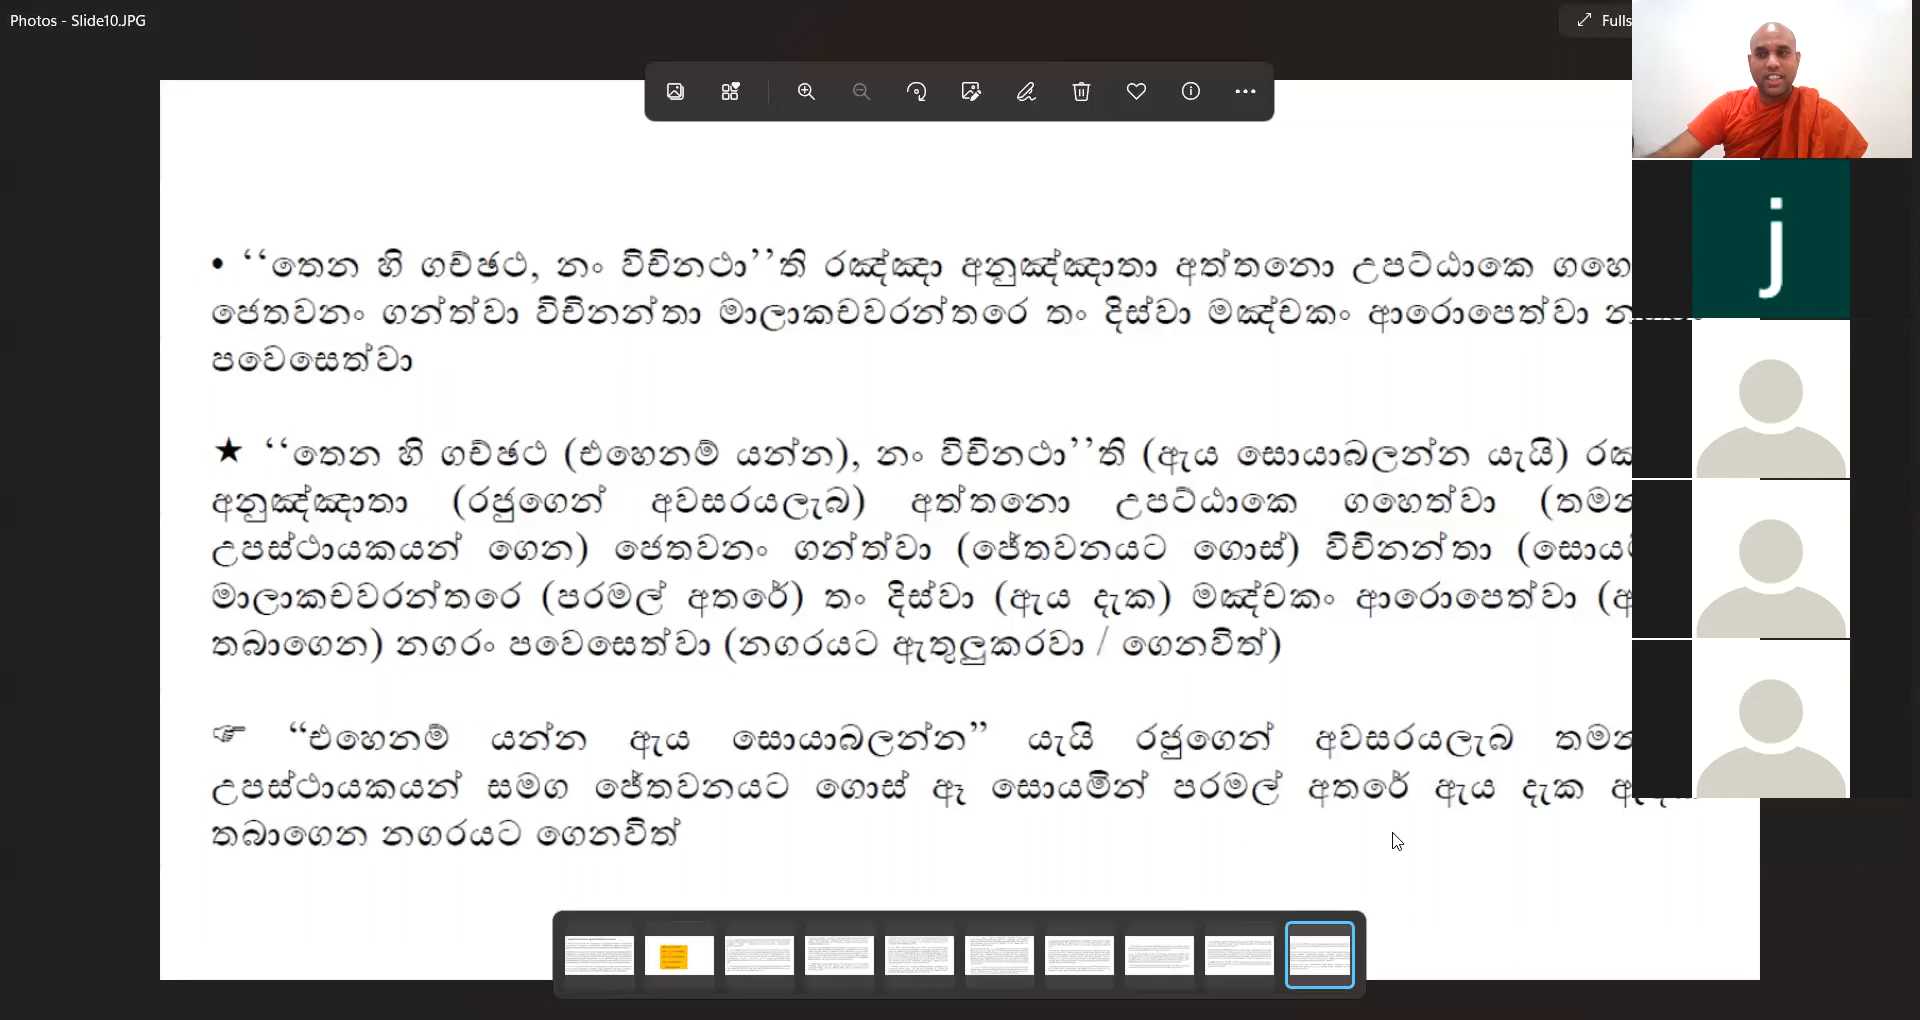 Photos - Slide10.JPG
Fulls
• ‘‘තෙන හි ගච්ඡථ, නං විචිනථා’’ති රඤ්ඤා අනුඤ්ඤාතා අත්තනො උපට්ඨාකෙ ගහෙ
ජෙතවනං ගන්ත්වා විචිනන්තා මාලාකචවරන්තරෙ තං දිස්වා මඤ්චකං ආරොපෙත්වා
පවෙසෙත්වා
★ ‘‘තෙන හි ගච්ඡථ (එහෙනම් යන්න), නං විචිනථා’’ති (ඇය සොයාබලන්න යැයි)
අනුඤ්ඤාතා (රජුගෙන් අවසරයලැබ) අත්තනො උපට්ඨාකෙ ගහෙත්වා
උපස්ථායකයන් ගෙන) ජෙතවනං ගන්ත්වා (ජේතවනයට ගොස්) විචිනන්තා
මාලාකචවරන්තරෙ (පරමල් අතරේ) තං දිස්වා (ඇය දැක) මඤ්චකං ආරොපෙත්වා
තබාගෙන) නගරං පවෙසෙත්වා (නගරයට ඇතුලුකරවා / ගෙනවිත්)
☞ “එහෙනම් යන්න ඇය සොයාබලන්න” යැයි රජුගෙන් අවසරයලැබ
උපස්ථායකයන් සමග ජේතවනයට ගොස් ඈ සොයමින් පරමල් අතරේ ඇය දැක
තබාගෙන නගරයට ගෙනවිත්
j